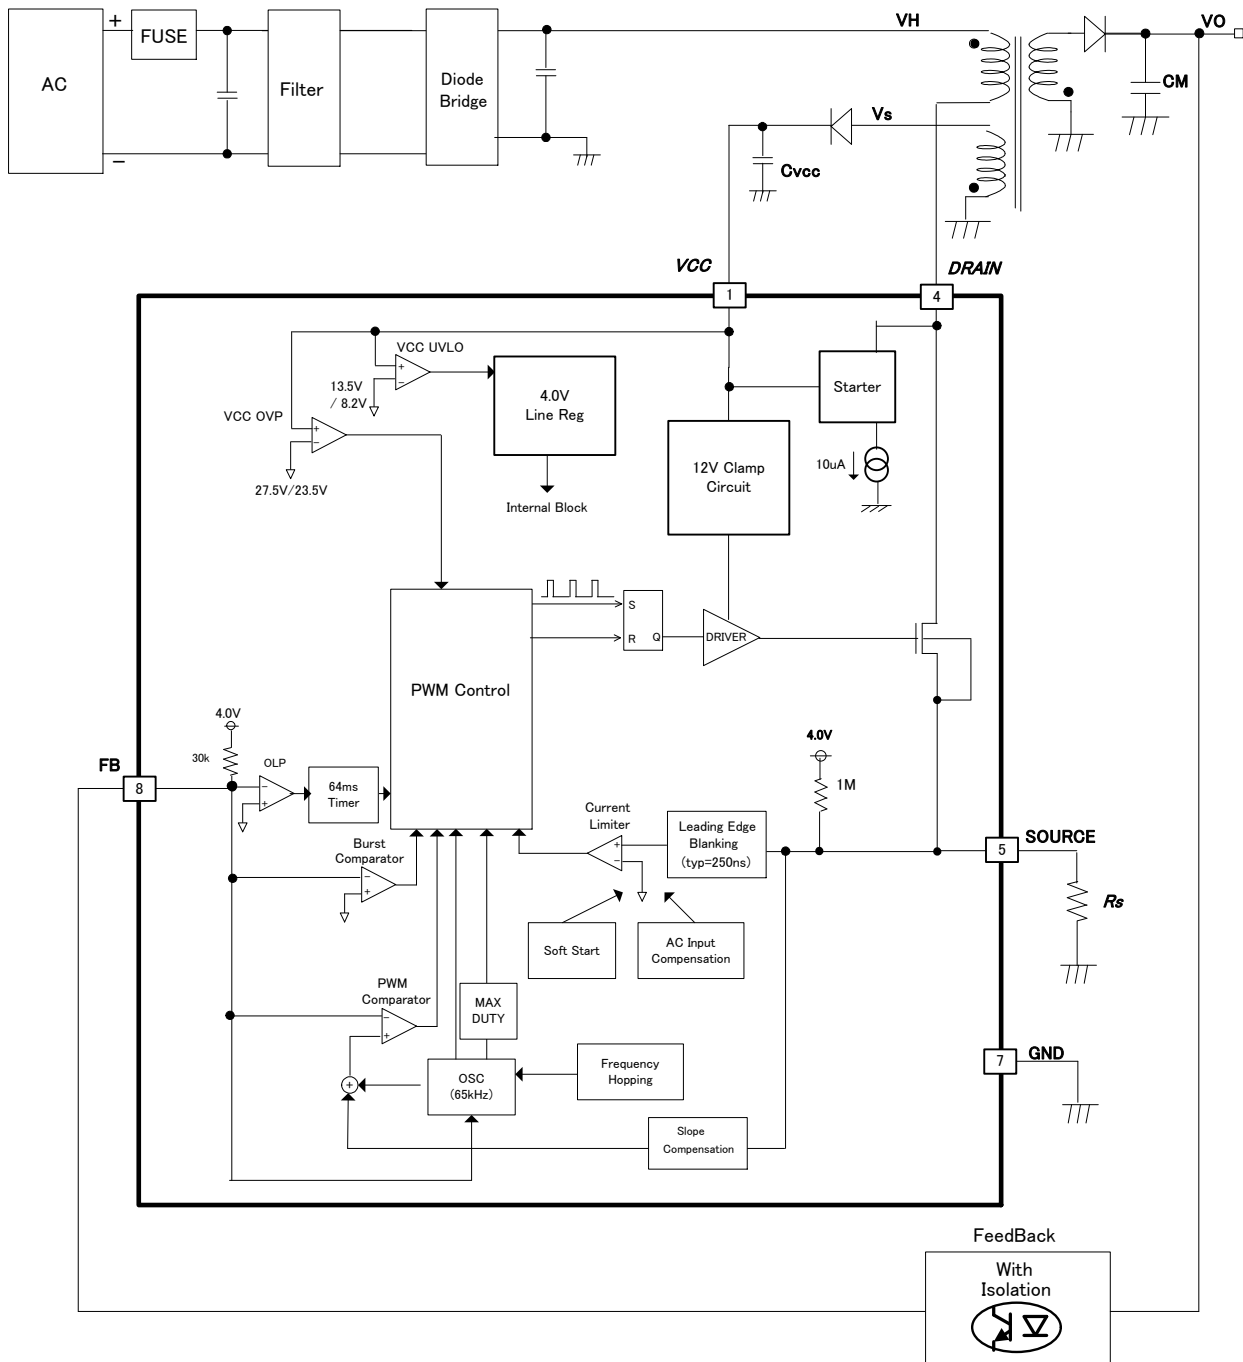 +
FUSE
AC
−
Filter
Diode
Bridge
VH
VO
CM
Vs
Cvcc
VCC
DRAIN
1
4
VCC UVLO
+
−
13.5V
/ 8.2V
4.0V
Line Reg
Starter
VCC OVP
+
−
27.5V/23.5V
Internal Block
12V Clamp
Circuit
10uA
S
R
Q
DRIVER
PWM Control
4.0V
30k
FB
8
OLP
−
+
64ms
Timer
4.0V
1M
Current
Limiter
+
−
Leading Edge
Blanking
(typ=250ns)
SOURCE
5
Rs
Burst
Comparator
−
+
Soft Start
AC Input
Compensation
PWM
Comparator
−
+
MAX
DUTY
+
OSC
(65kHz)
Frequency
Hopping
7
GND
Slope
Compensation
FeedBack
With
Isolation